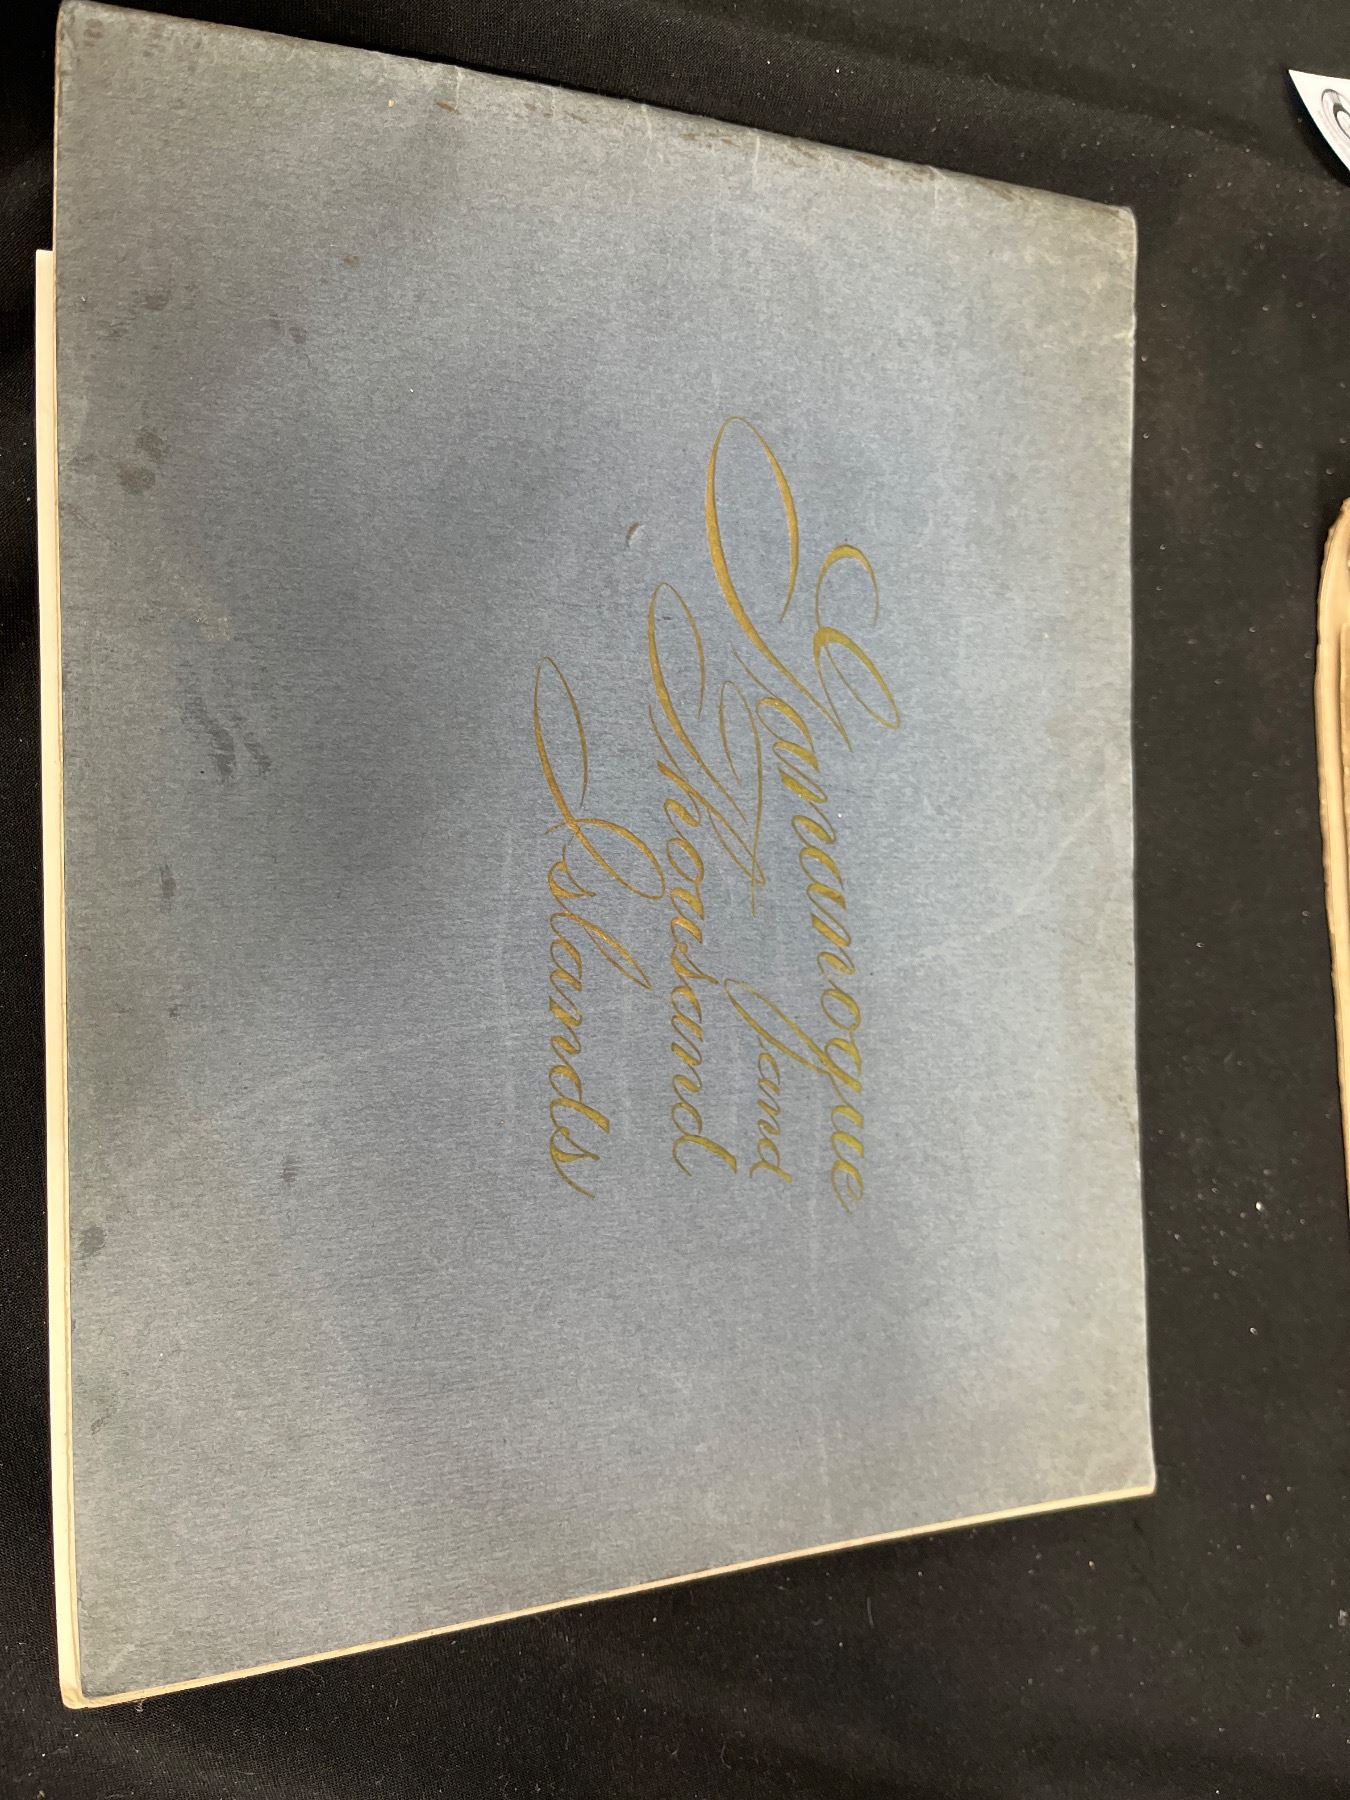 Gananoque
and
Thousand
Islands